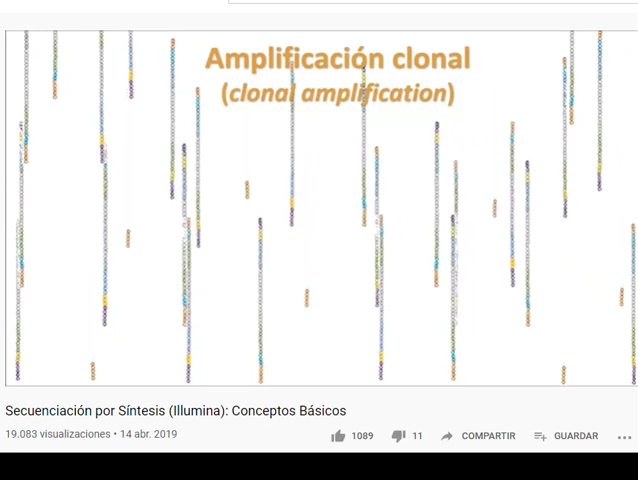 Amplificación clonal
(clonal amplification)
Secuenciación por Síntesis (Illumina): Conceptos Básicos
19.083 visualizaciones • 14 abr. 2019 1089 11 COMPARTIR GUARDAR